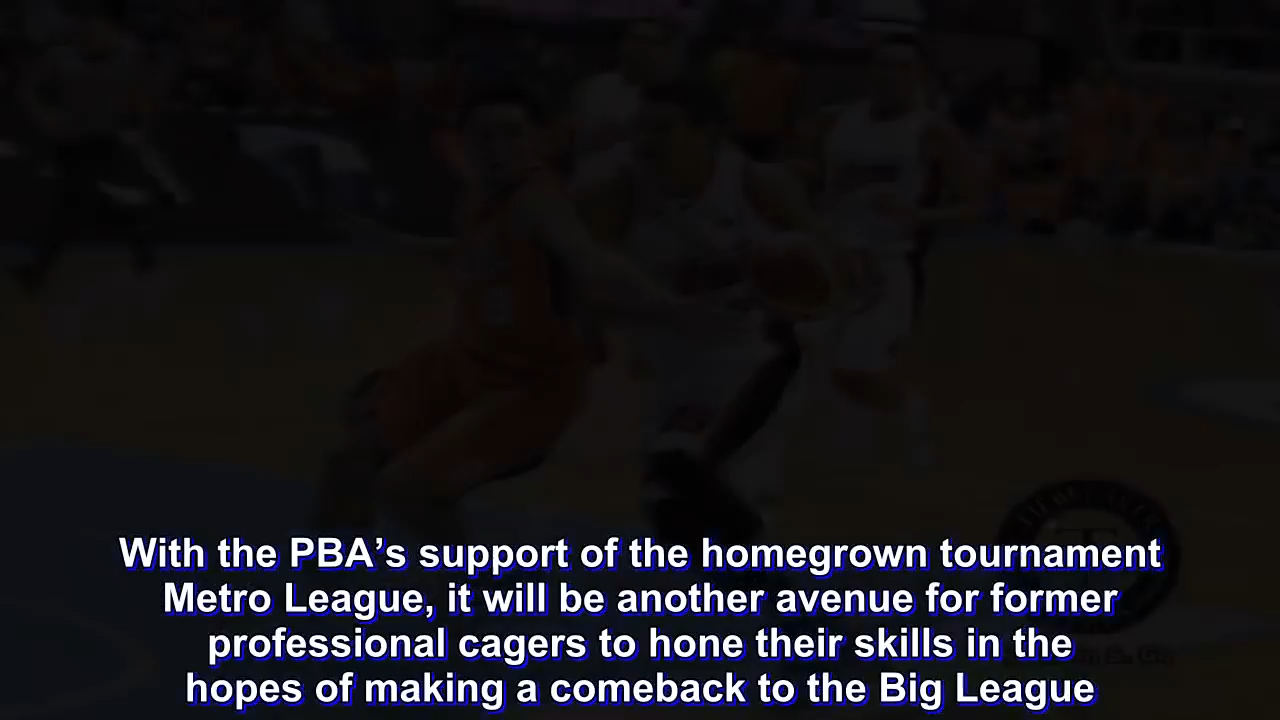 With the PBA’s support of the homegrown tournament
Metro League, it will be another avenue for former
professional cagers to hone their skills in the
hopes of making a comeback to the Big League